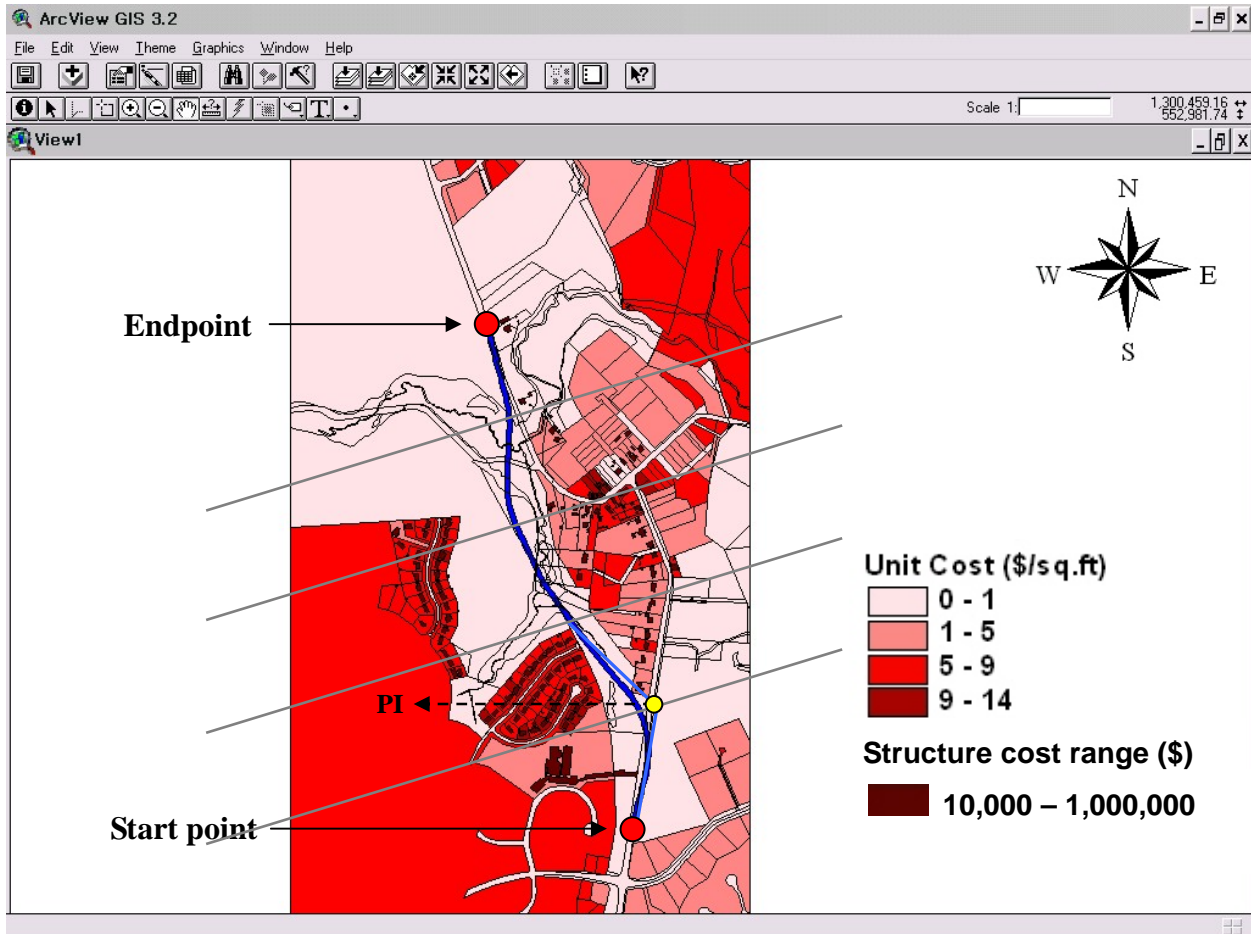 ArcView GIS 3.2
File Edit View Theme Graphics Window Help
Scale 1:
1,300,459.16
552,981.74
View1
N
W E
S
Endpoint
Unit Cost ($/sq.ft)
0 - 1
1 - 5
5 - 9
9 - 14
PI
Structure cost range ($)
10,000 – 1,000,000
Start point